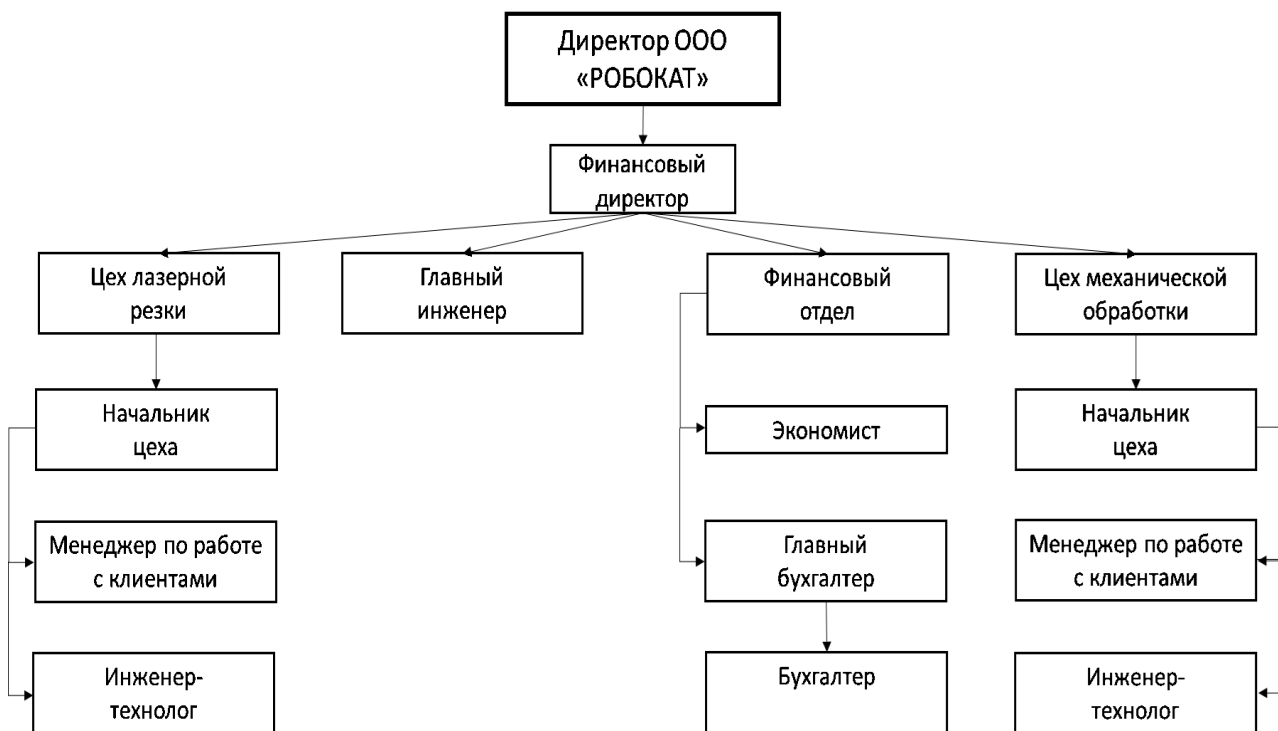 Директор ООО
«РОБОКАТ»
Финансовый
директор
Цех лазерной
резки
Главный
инженер
Финансовый
отдел
Цех механической
обработки
Начальник
цеха
Экономист
Начальник
цеха
Менеджер по работе
с клиентами
Главный
бухгалтер
Менеджер по работе
с клиентами
Инженер-
технолог
Бухгалтер
Инженер-
технолог